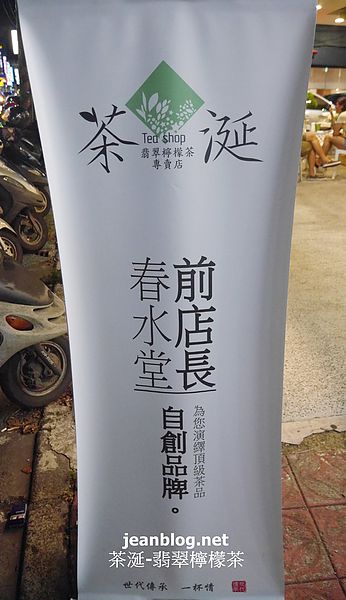 茶涎
Tea shop
翡翠檸檬茶
專賣店
春水堂
前店長
為您演繹頂級茶品
自創品牌。
jeanblog.net
茶涎-翡翠檸檬茶
世代傳承 一杯情